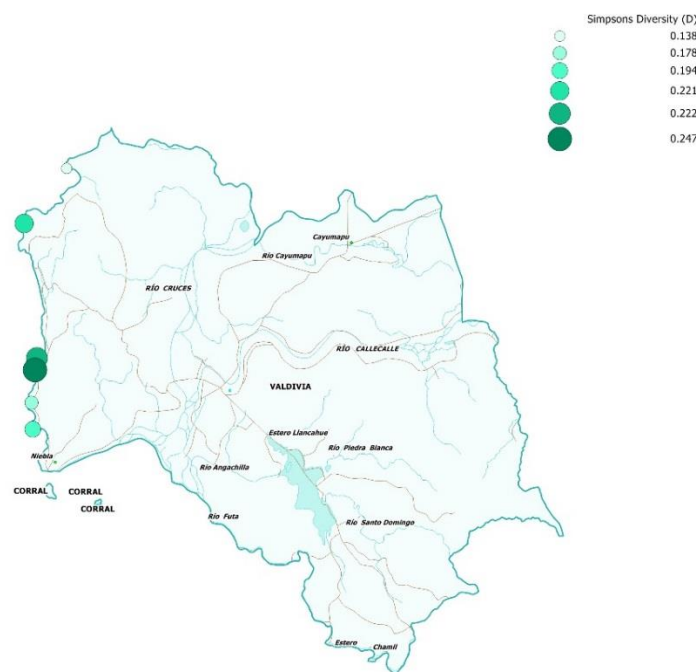 Simpsons Diversity (D)
0.138
0.178
0.194
0.221
0.222
0.247
Cayumapu
Río Cayumapu
RÍO CRUCES
RÍO CALLECALLE
VALDIVIA
Estero Llancahue
Río Piedra Blanca
Niebla
Río Angachilla
CORRAL
CORRAL
CORRAL
Río Futa
Río Santo Domingo
Estero Chamil